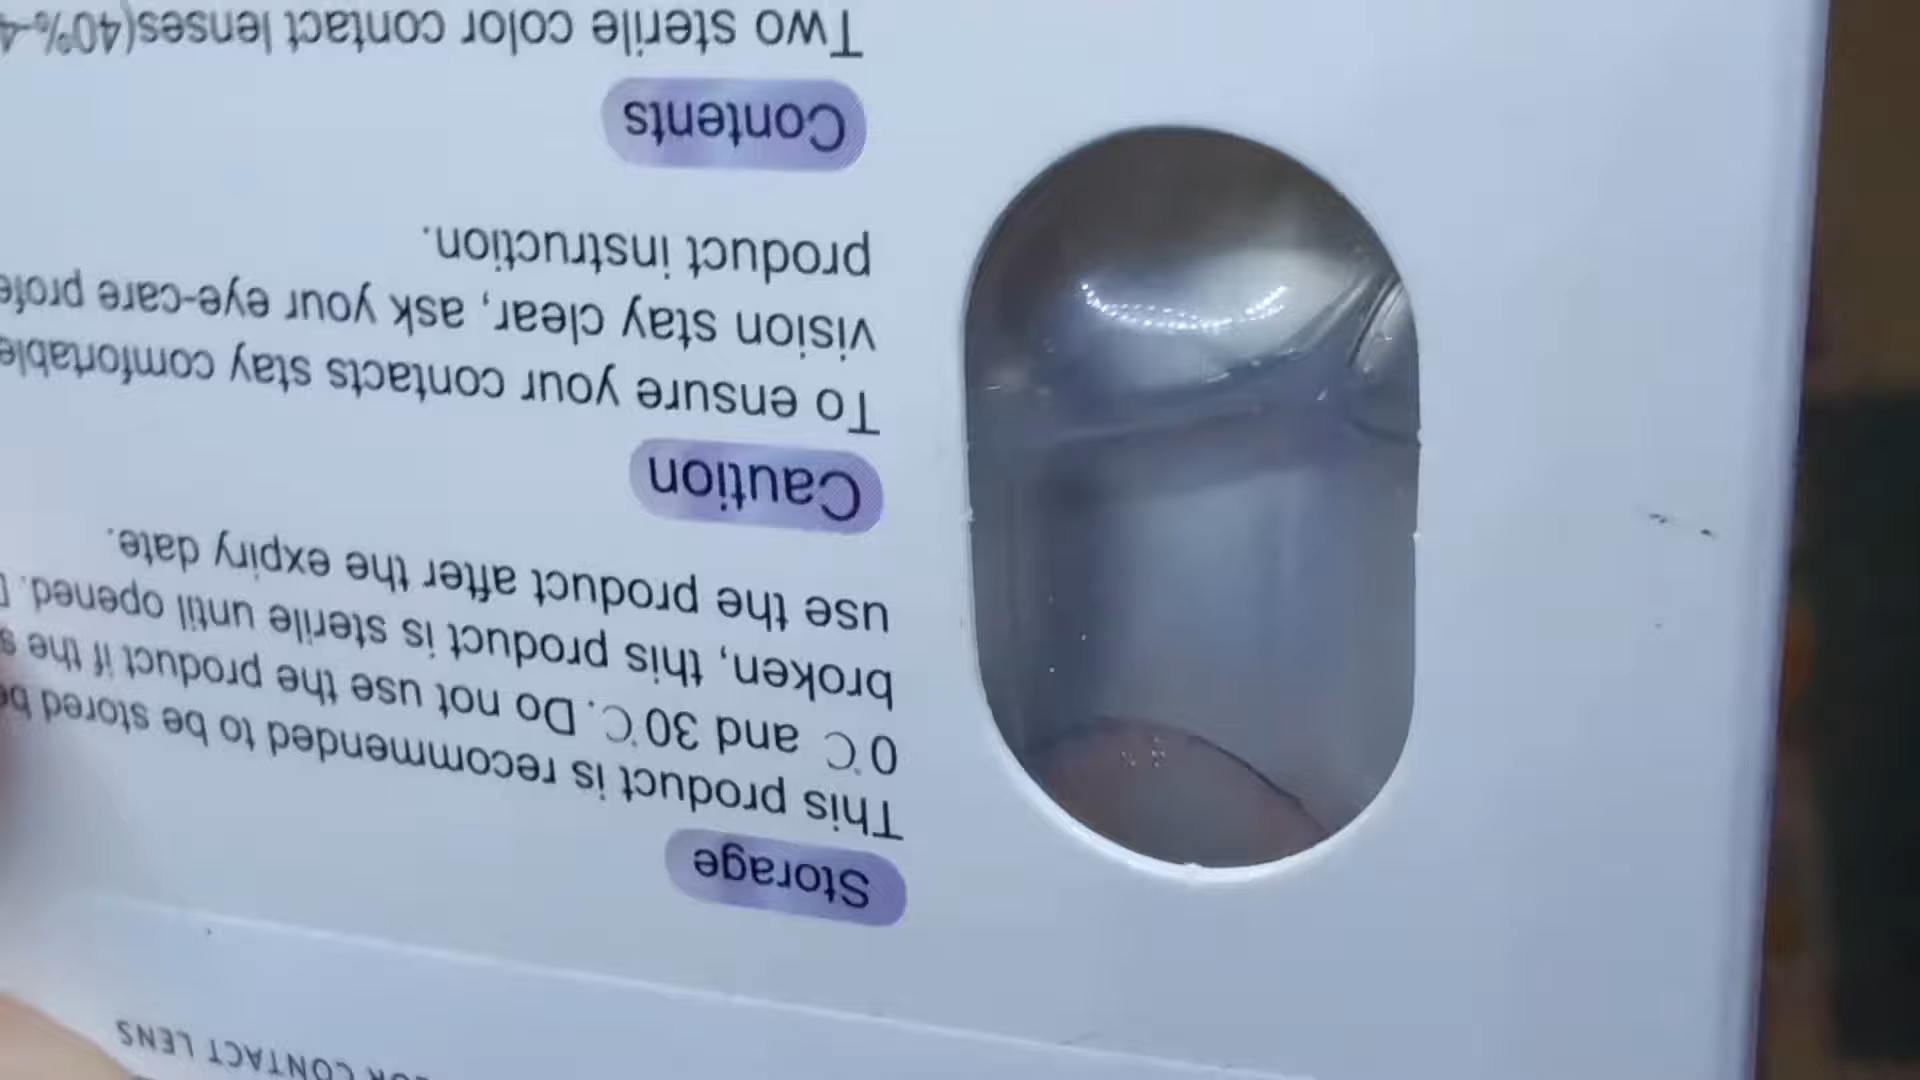 CONTACT LENS
Storage
This product is recommended to be stored
0℃ and 30℃. Do not use the product if the
broken, this product is sterile until opened.
use the product after the expiry date.
Caution
To ensure your contacts stay comfortable
vision stay clear, ask your eye-care
product instruction.
Contents
Two sterile color contact lenses(40%